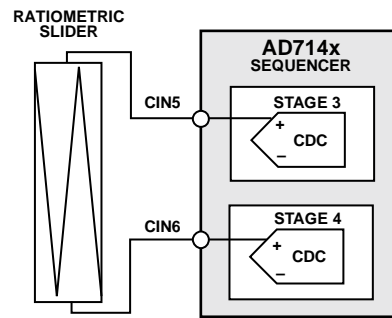 RATIOMETRIC
SLIDER
AD714x
SEQUENCER
CIN5
STAGE 3
+
CDC
–
CIN6
STAGE 4
+
CDC
–